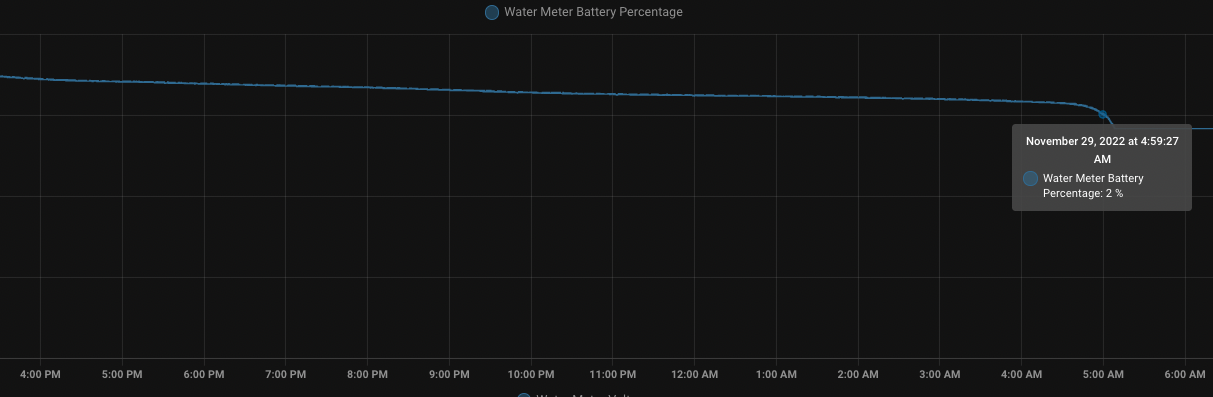 Water Meter Battery Percentage
November 29, 2022 at 4:59:27
AM
Water Meter Battery
Percentage: 2 %
4:00 PM 5:00 PM 6:00 PM 7:00 PM 8:00 PM 9:00 PM 10:00 PM 11:00 PM 12:00 AM 1:00 AM 2:00 AM 3:00 AM 4:00 AM 5:00 AM 6:00 AM